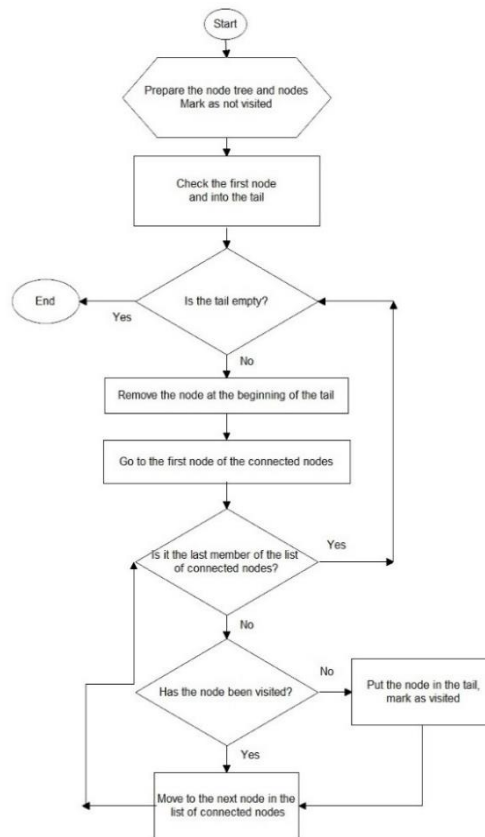 Start
Prepare the node tree and nodes
Mark as not visited
Check the first node
and into the tail
Is the tail empty?
End
Yes
No
Remove the node at the beginning of the tail
Go to the first node of the connected nodes
Is it the last member of the list
of connected nodes?
Yes
No
Has the node been visited?
No
Put the node in the tail,
mark as visited
Yes
Move to the next node in the
list of connected nodes